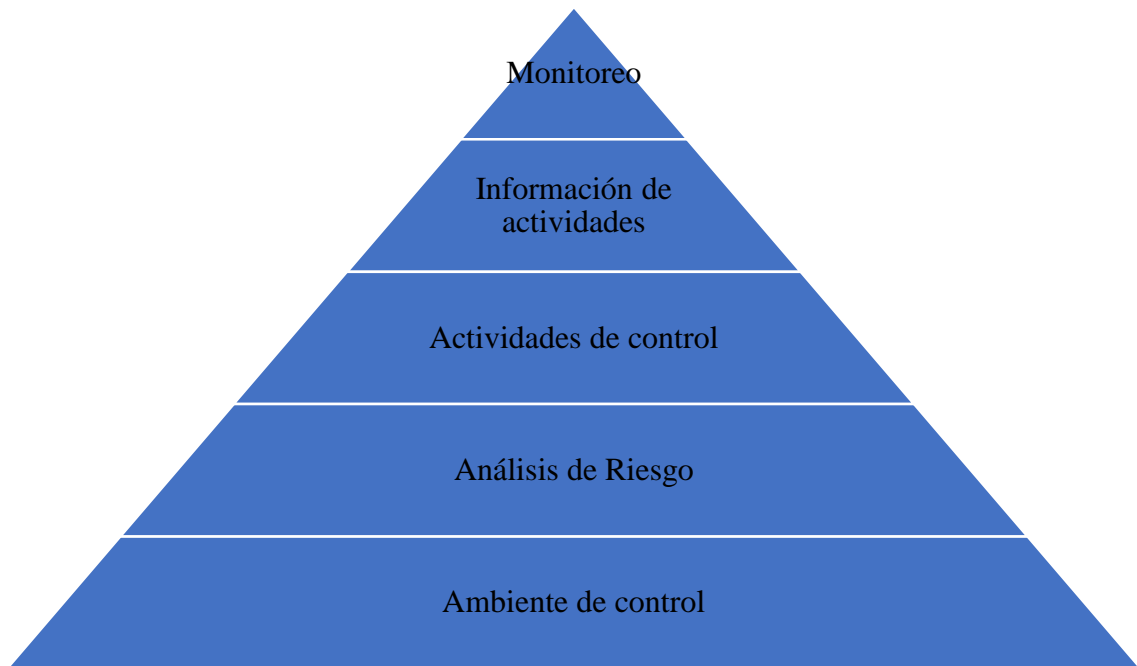 Monitoreo
Información de
actividades
Actividades de control
Análisis de Riesgo
Ambiente de control